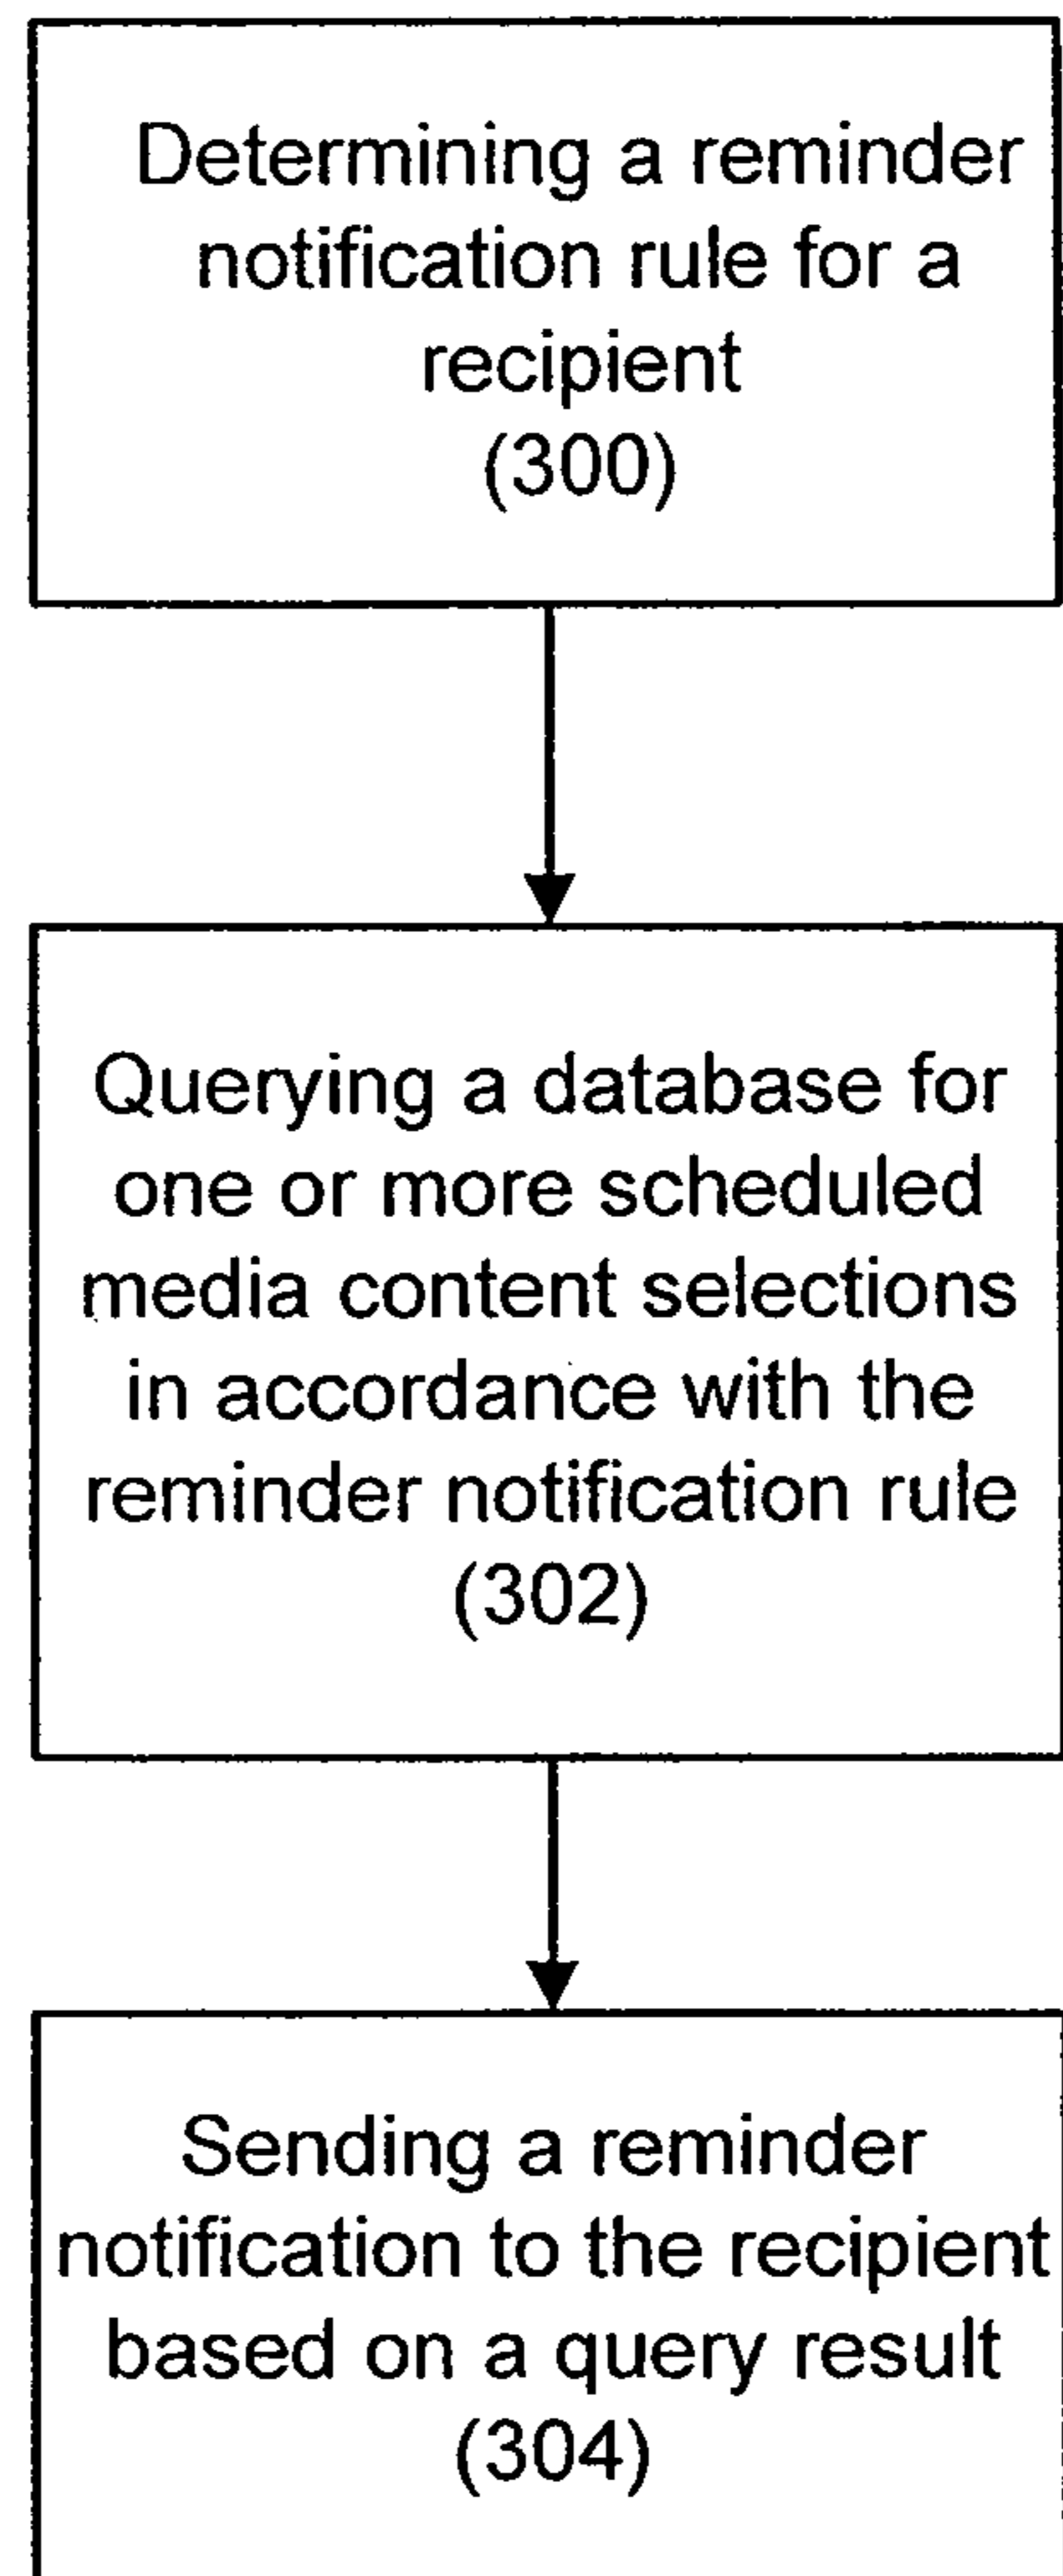 Determining a reminder
notification rule for a
recipient
(300)
Querying a database for
one or more scheduled
media content selections
in accordance with the
reminder notification rule
(302)
Sending a reminder
notification to the recipient
based on a query result
(304)